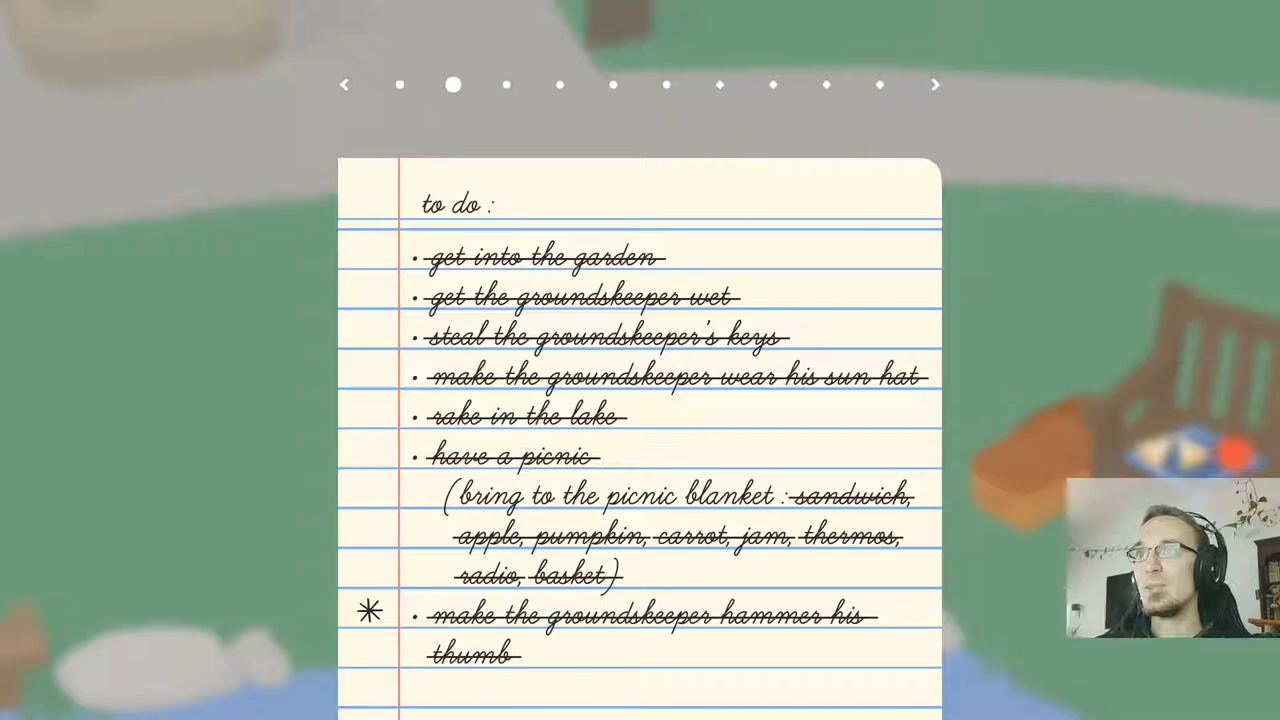 to do :
• get into the garden
• get the groundskeeper wet
• steal the groundskeeper's keys
• make the groundskeeper wear his sun hat
• rake in the lake
• have a picnic
(bring to the picnic blanket : sandwich,
apple, pumpkin, carrot, jam, thermos,
radio, basket)
• make the groundskeeper hammer his
thumb